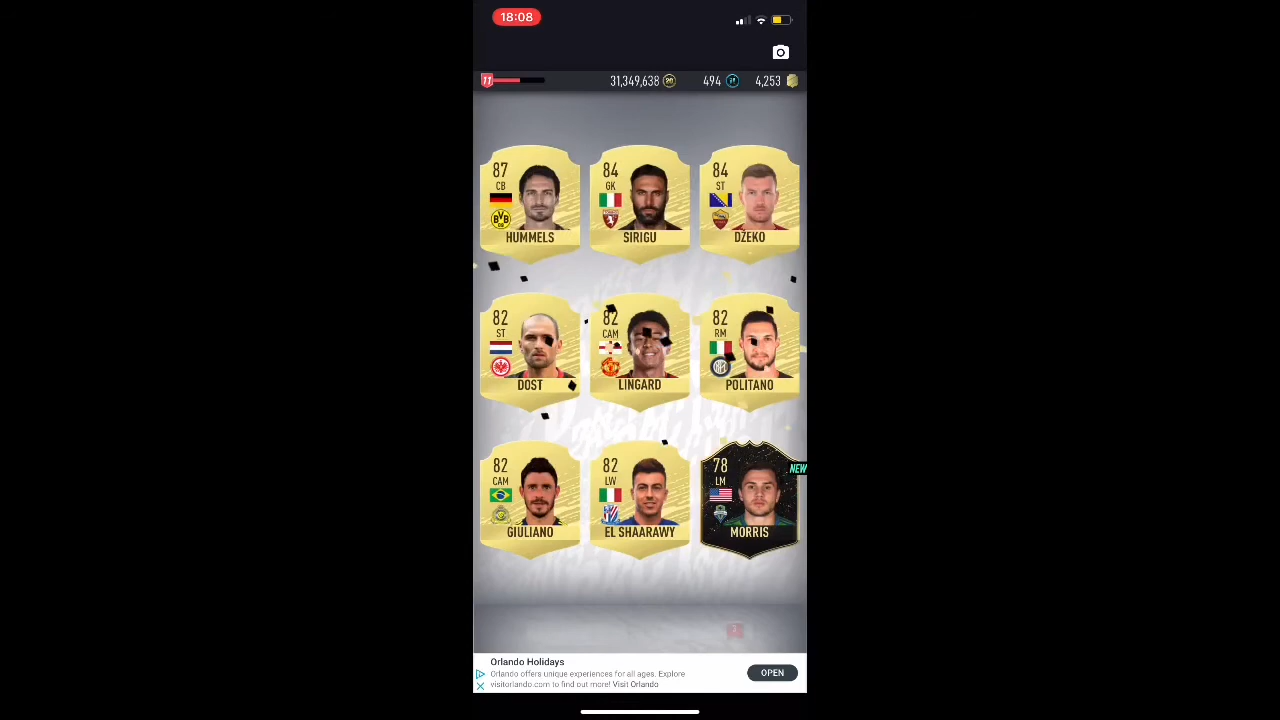 18:08
11 31,349,638 494 4,253
87 84 84
CB GK ST
HUMMELS SIRIGU DŽEKO
82 82 82
ST CAM RM
DOST LINGARD POLITANO
82 82 78 NEW
CAM LW LM
GIULIANO EL SHAARAWY MORRIS
Orlando Holidays
Orlando offers unique experiences for all ages. Explore
visitorlando.com to find out more! Visit Orlando
OPEN